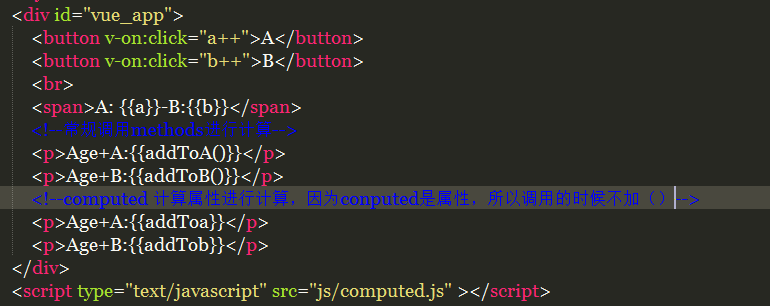 <div id="vue_app">
<button v-on:click="a++">A</button>
<button v-on:click="b++">B</button>
<br>
<span>A: {{a}}-B:{{b}}</span>
<!--常规调用methods进行计算-->
<p>Age+A:{{addToA()}}</p>
<p>Age+B:{{addToB()}}</p>
<!--computed 计算属性进行计算，因为conputed是属性，所以调用的时候不加（）-->
<p>Age+A:{{addToa}}</p>
<p>Age+B:{{addTob}}</p>
</div>
<script type="text/javascript" src="js/computed.js" ></script>